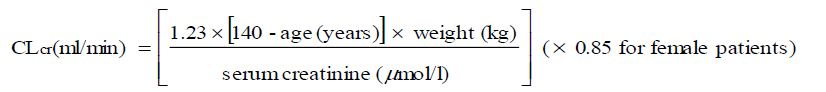 1.23 × [140 - age (years)] × weight (kg)
CLcr(ml/min) = [ ] (× 0.85 for female patients)
serum creatinine (μmol/l)